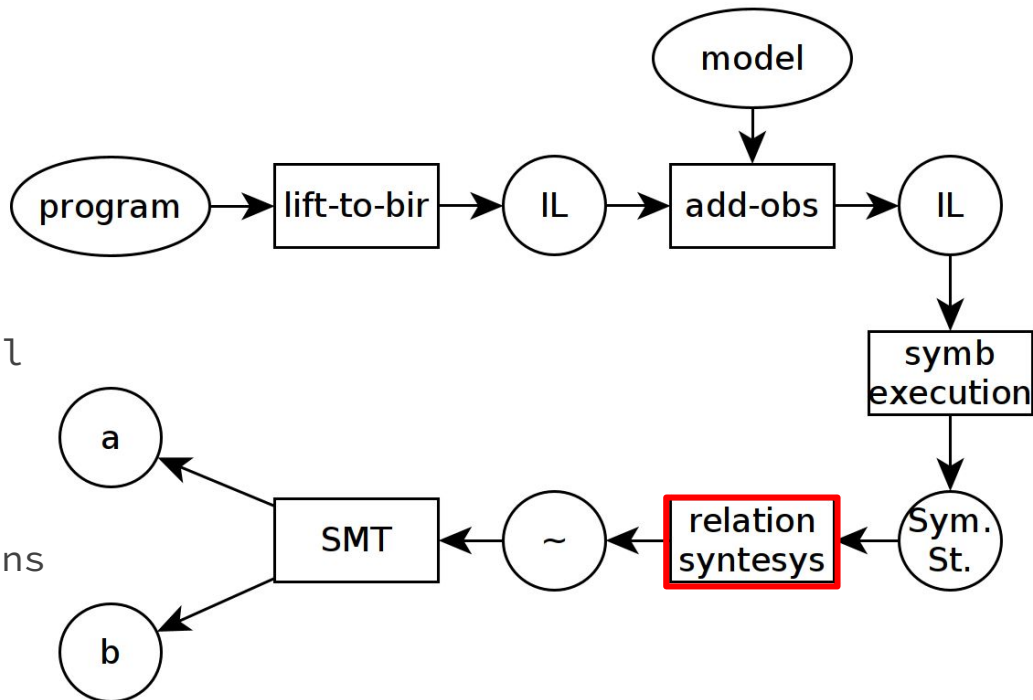 model
program
lift-to-bir
IL
add-obs
IL
l
symb
execution
a
ns
SMT
~
relation
syntesys
Sym.
St.
b